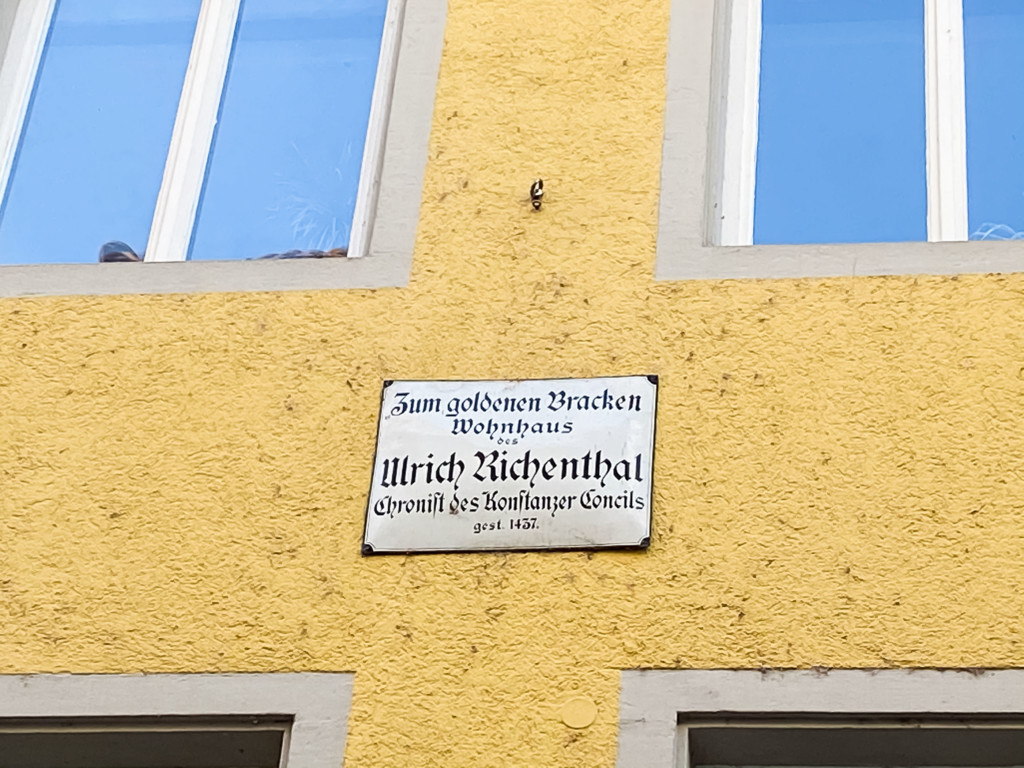 Zum goldenen Bracken
Wohnhaus
des
Ulrich Richenthal
Chroniſt des Konſtanzer Concils
gest. 1437.